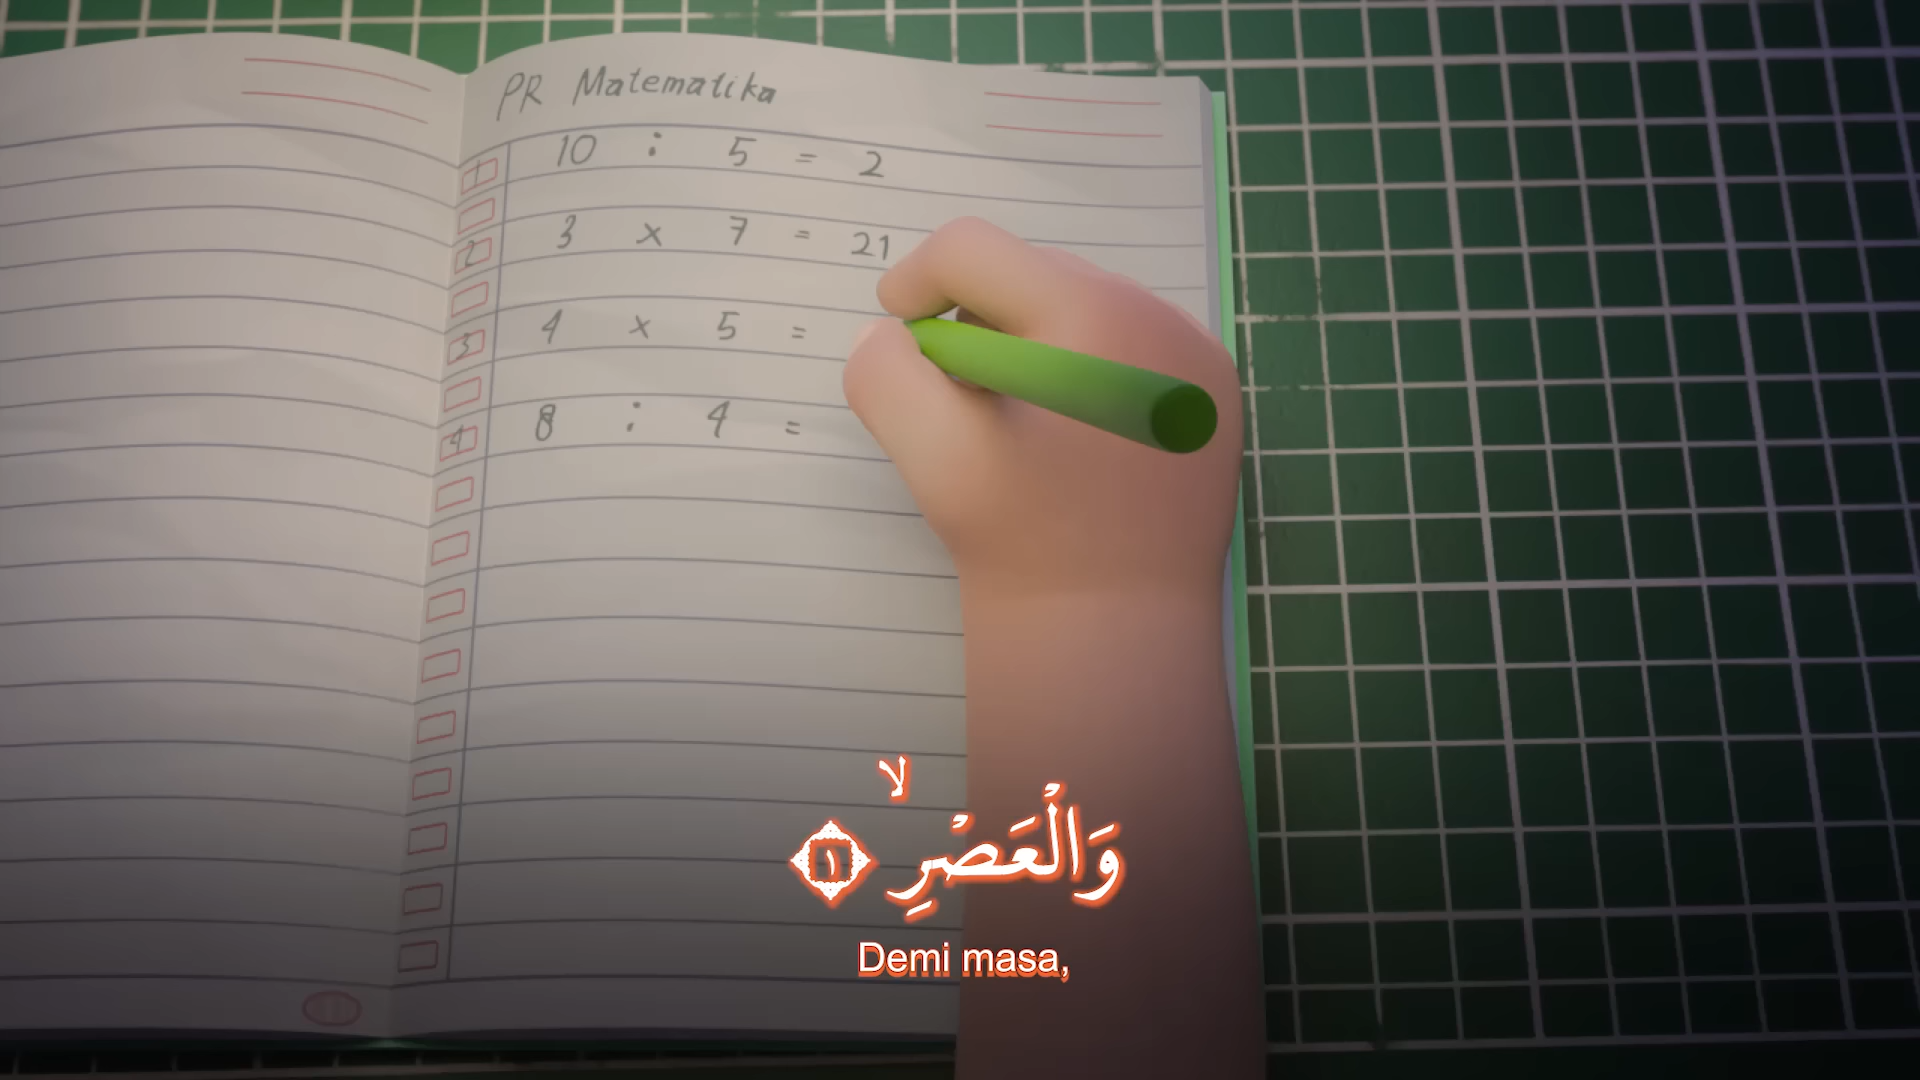 PR Matematika
1 10 : 5 = 2
2 3 x 7 = 21
3 4 x 5 =
4 8 : 4 =
وَالْعَصْرِۙ ١
Demi masa,